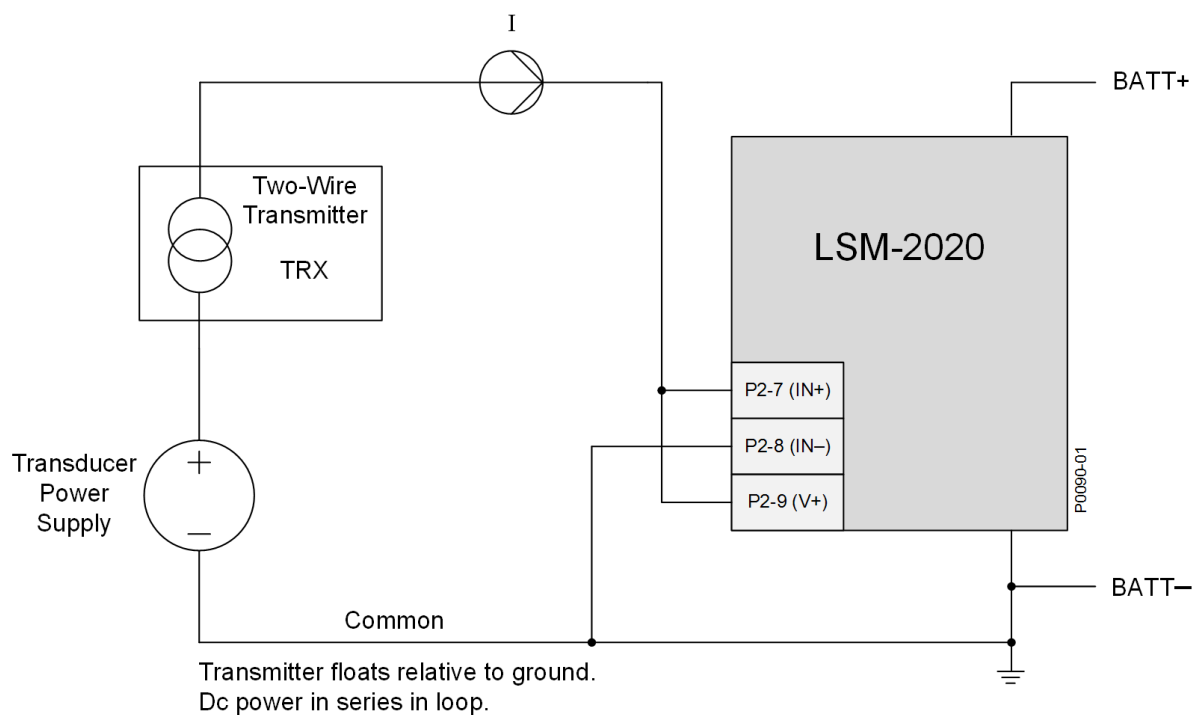 I
BATT+
Two-Wire
Transmitter
TRX
LSM-2020
P2-7 (IN+)
P2-8 (IN–)
P2-9 (V+)
P0090-01
Transducer
Power
Supply
+
–
BATT–
Common
Transmitter floats relative to ground.
Dc power in series in loop.